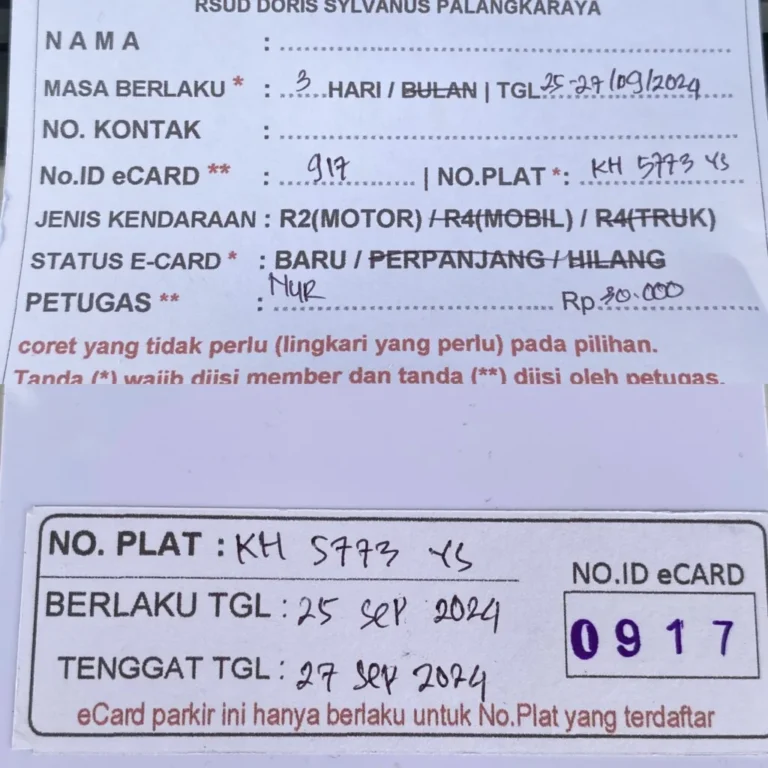 RSUD DORIS SYLVANUS PALANGKARAYA
NAMA :
MASA BERLAKU * : 3 HARI / BULAN | TGL 25-27/09/2024
NO. KONTAK :
No.ID eCARD ** : 917 | NO.PLAT *: KH 5773 YS
JENIS KENDARAAN : R2(MOTOR) / R4(MOBIL) / R4(TRUK)
STATUS E-CARD * : BARU / PERPANJANG / HILANG
PETUGAS ** : NUR Rp 30.000
coret yang tidak perlu (lingkari yang perlu) pada pilihan.
Tanda (*) wajib diisi member dan tanda (**) diisi oleh petugas.
NO. PLAT : KH 5773 YS
NO.ID eCARD
BERLAKU TGL : 25 SEP 2024
0917
TENGGAT TGL : 27 SEP 2024
eCard parkir ini hanya berlaku untuk No.Plat yang terdaftar